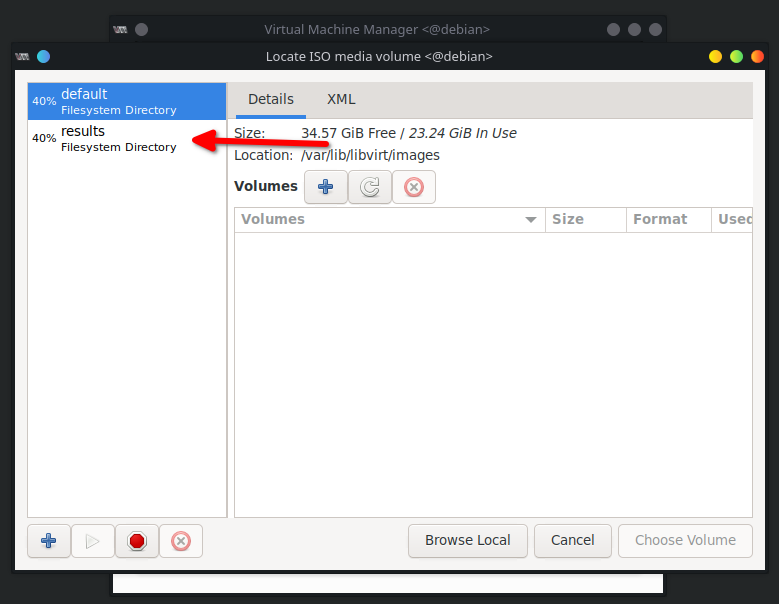 Virtual Machine Manager <@debian>
Locate ISO media volume <@debian>
40% default
Filesystem Directory
40% results
Filesystem Directory
Details XML
Size: 34.57 GiB Free / 23.24 GiB In Use
Location: /var/lib/libvirt/images
Volumes
Volumes Size Format Used
Browse Local Cancel Choose Volume